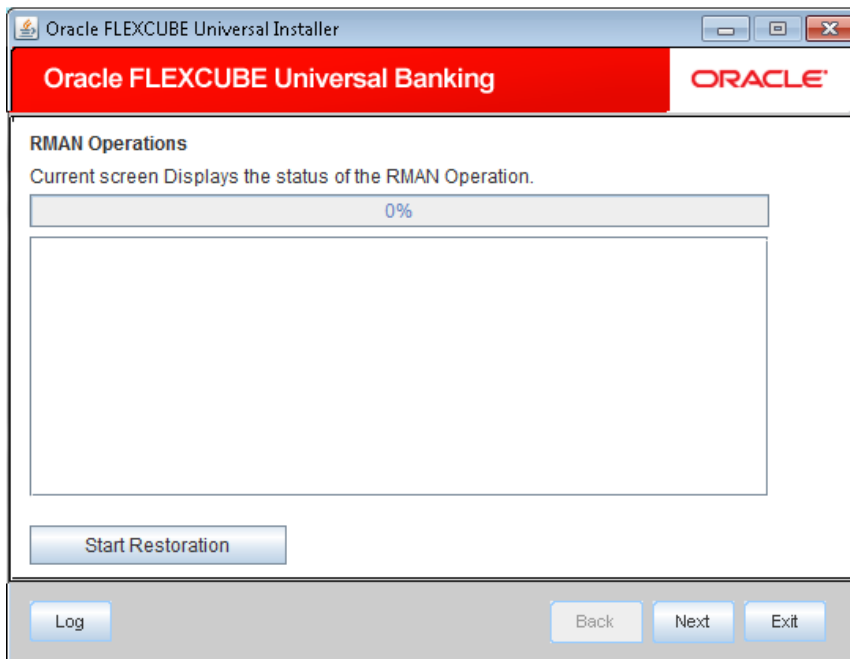 Oracle FLEXCUBE Universal Installer
Oracle FLEXCUBE Universal Banking
ORACLE
RMAN Operations
Current screen Displays the status of the RMAN Operation.
0%
Start Restoration
Log
Back
Next
Exit